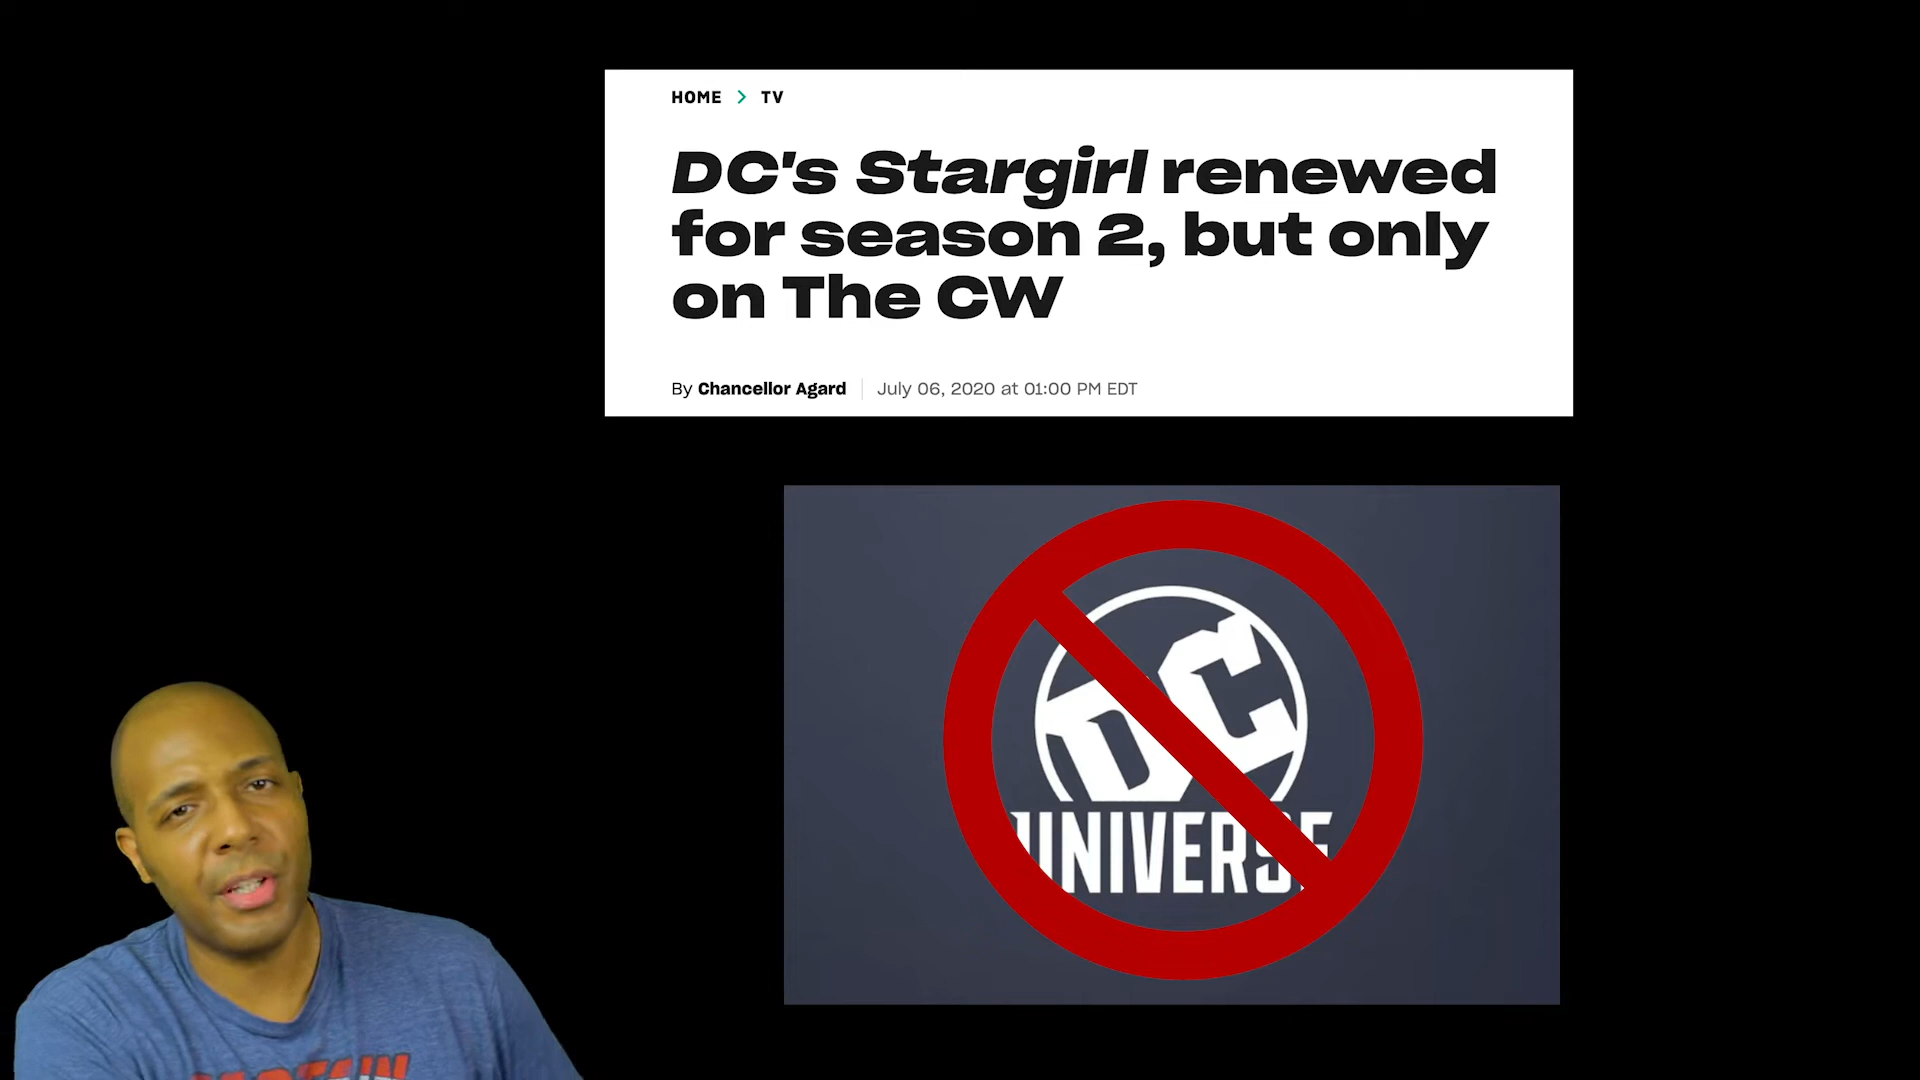 HOME > TV
DC's Stargirl renewed
for season 2, but only
on The CW
By Chancellor Agard | July 06, 2020 at 01:00 PM EDT
DC
UNIVERSE